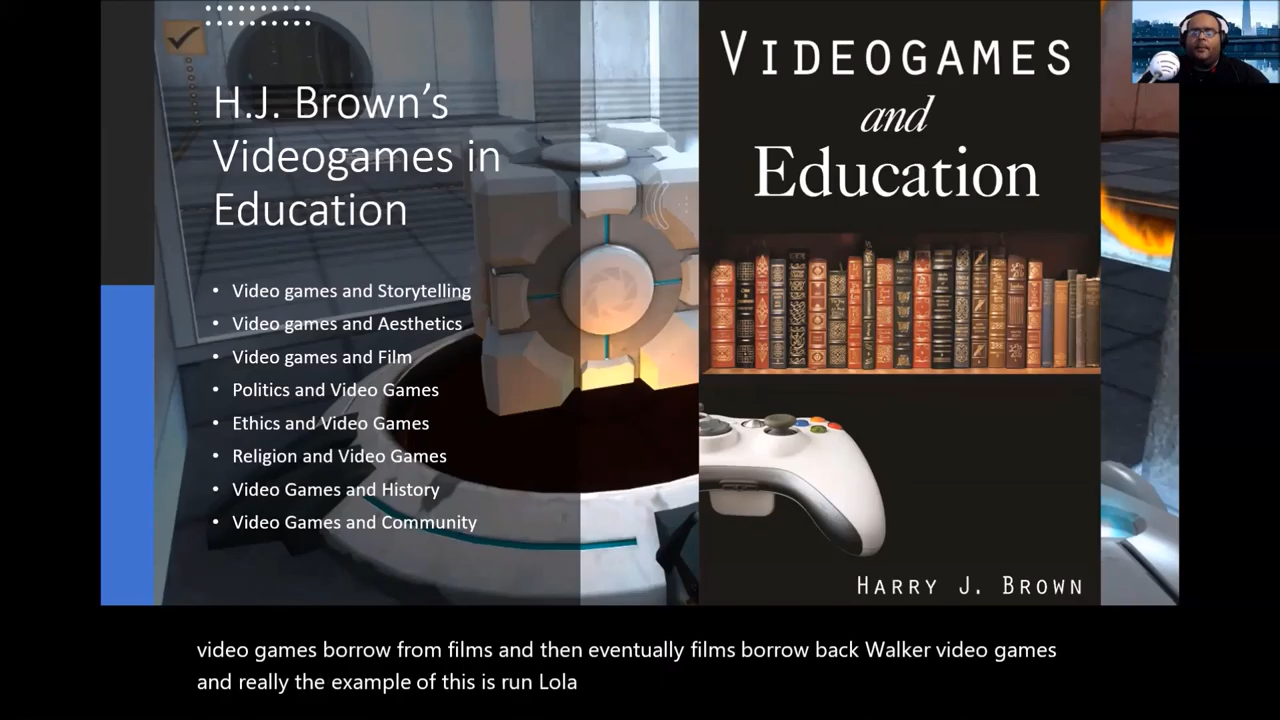 H.J. Brown’s
Videogames in
Education
• Video games and Storytelling
• Video games and Aesthetics
• Video games and Film
• Politics and Video Games
• Ethics and Video Games
• Religion and Video Games
• Video Games and History
• Video Games and Community
VIDEOGAMES
and
Education
HARRY J. BROWN
video games borrow from films and then eventually films borrow back Walker video games
and really the example of this is run Lola